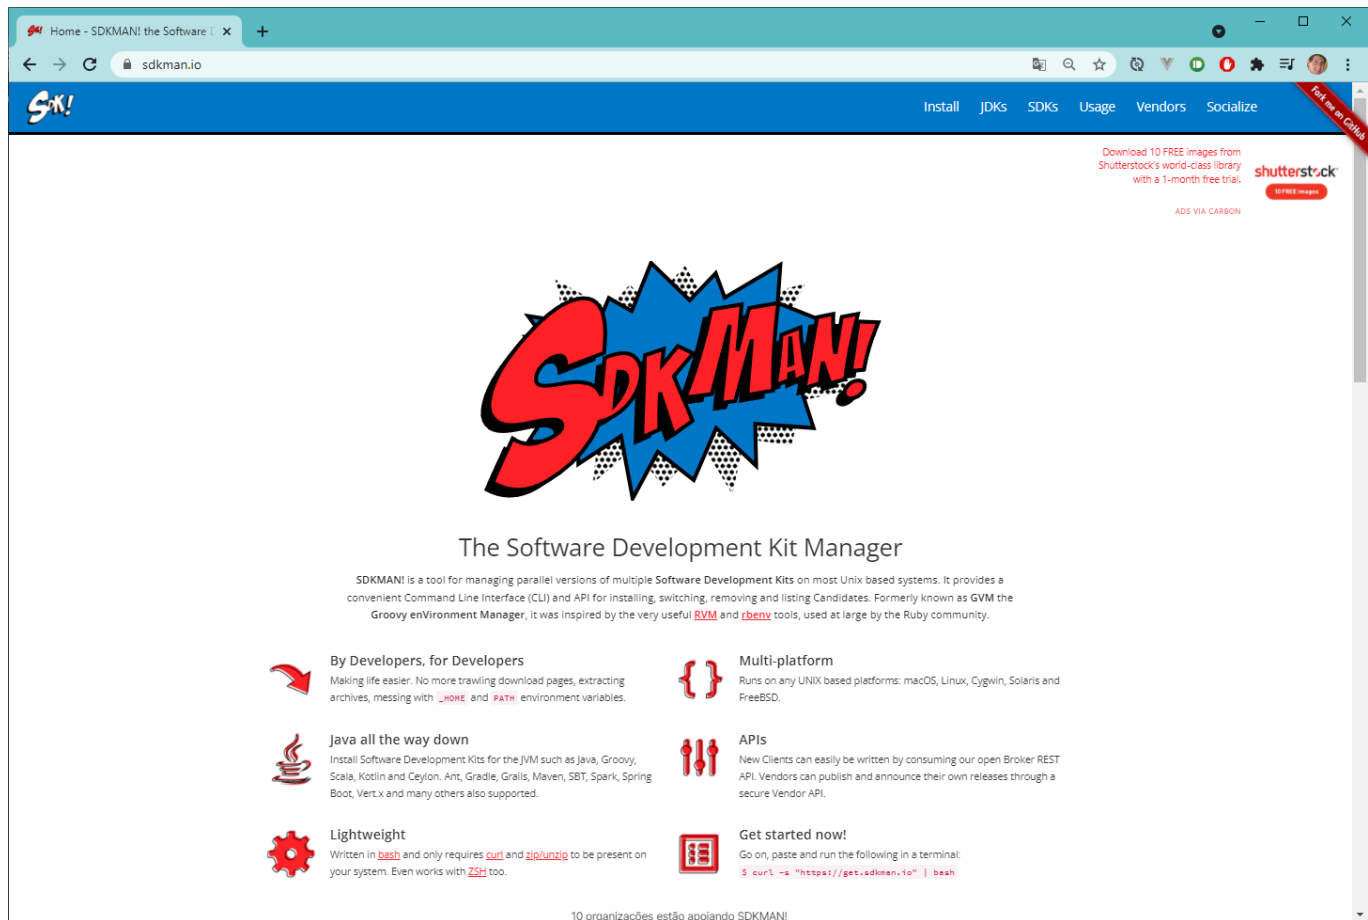 Home - SDKMAN! the Software D
sdkman.io
SDK!
Install JDKs SDKs Usage Vendors Socialize
Fork me on GitHub
Download 10 FREE images from
Shutterstock's world-class library
with a 1-month free trial.
shutterstock
10 FREE images
ADS VIA CARBON
SDKMAN!
The Software Development Kit Manager
SDKMAN! is a tool for managing parallel versions of multiple Software Development Kits on most Unix based systems. It provides a
convenient Command Line Interface (CLI) and API for installing, switching, removing and listing Candidates. Formerly known as GVM the
Groovy enVironment Manager, it was inspired by the very useful RVM and rbenv tools, used at large by the Ruby community.
By Developers, for Developers
Making life easier. No more trawling download pages, extracting
archives, messing with _HOME and PATH environment variables.
Multi-platform
Runs on any UNIX based platforms: macOS, Linux, Cygwin, Solaris and
FreeBSD.
Java all the way down
Install Software Development Kits for the JVM such as Java, Groovy,
Scala, Kotlin and Ceylon. Ant, Gradle, Grails, Maven, SBT, Spark, Spring
Boot, Vert.x and many others also supported.
APIs
New Clients can easily be written by consuming our open Broker REST
API. Vendors can publish and announce their own releases through a
secure Vendor API.
Lightweight
Written in bash and only requires curl and zip/unzip to be present on
your system. Even works with ZSH too.
Get started now!
Go on, paste and run the following in a terminal:
$ curl -s "https://get.sdkman.io" | bash
10 organizações estão apoiando SDKMAN!